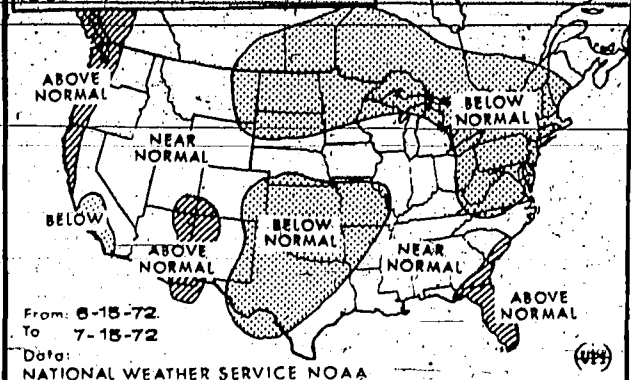 ABOVE
NORMAL
BELOW
NORMAL
NEAR
NORMAL
BELOW
BELOW
NORMAL
ABOVE
NORMAL
NEAR
NORMAL
ABOVE
NORMAL
From: 6-15-72.
To 7-15-72
Data:
NATIONAL WEATHER SERVICE NOAA
(UPI)